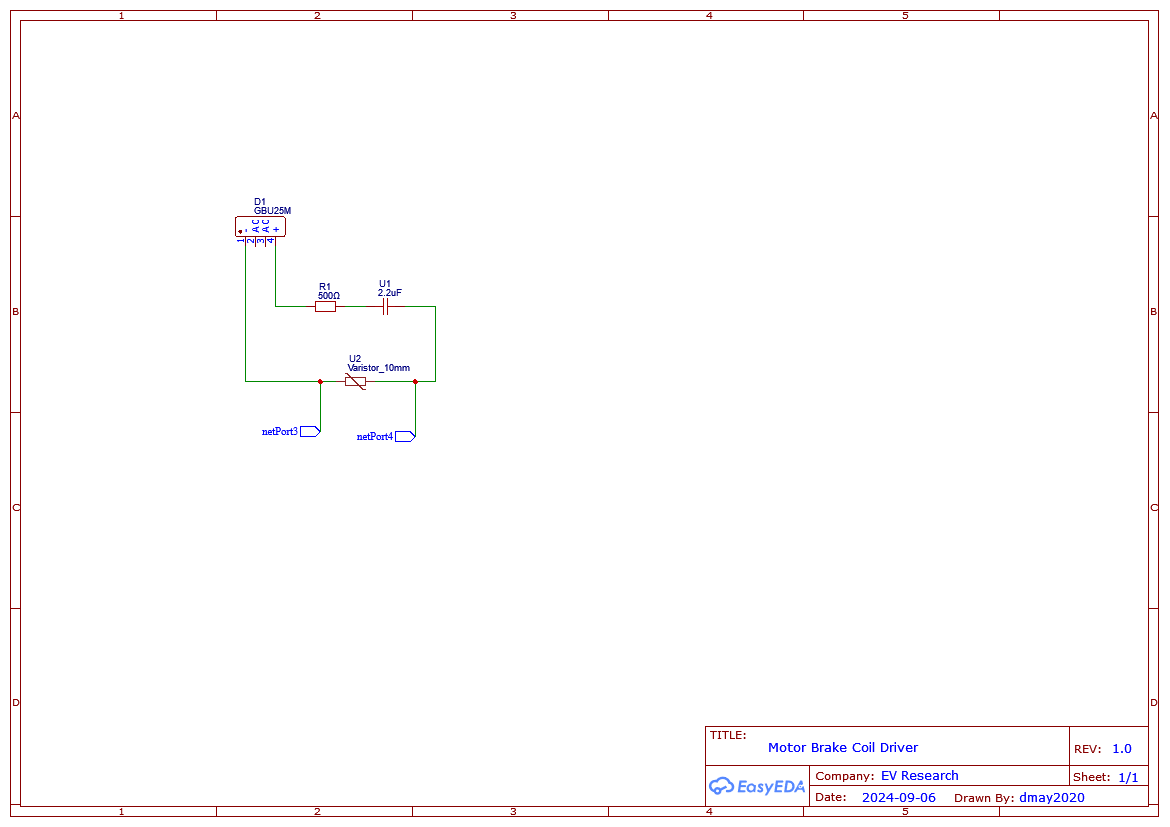 1 2 3 4 5
A A
D1
GBU25M
- AC AC +
1 2 3 4
R1
500Ω
U1
2.2uF
B B
U2
Varistor_10mm
netPort3
netPort4
C C
D D
TITLE:
Motor Brake Coil Driver
REV: 1.0
EasyEDA
Company: EV Research
Sheet: 1/1
Date: 2024-09-06 Drawn By: dmay2020
1 2 3 4 5